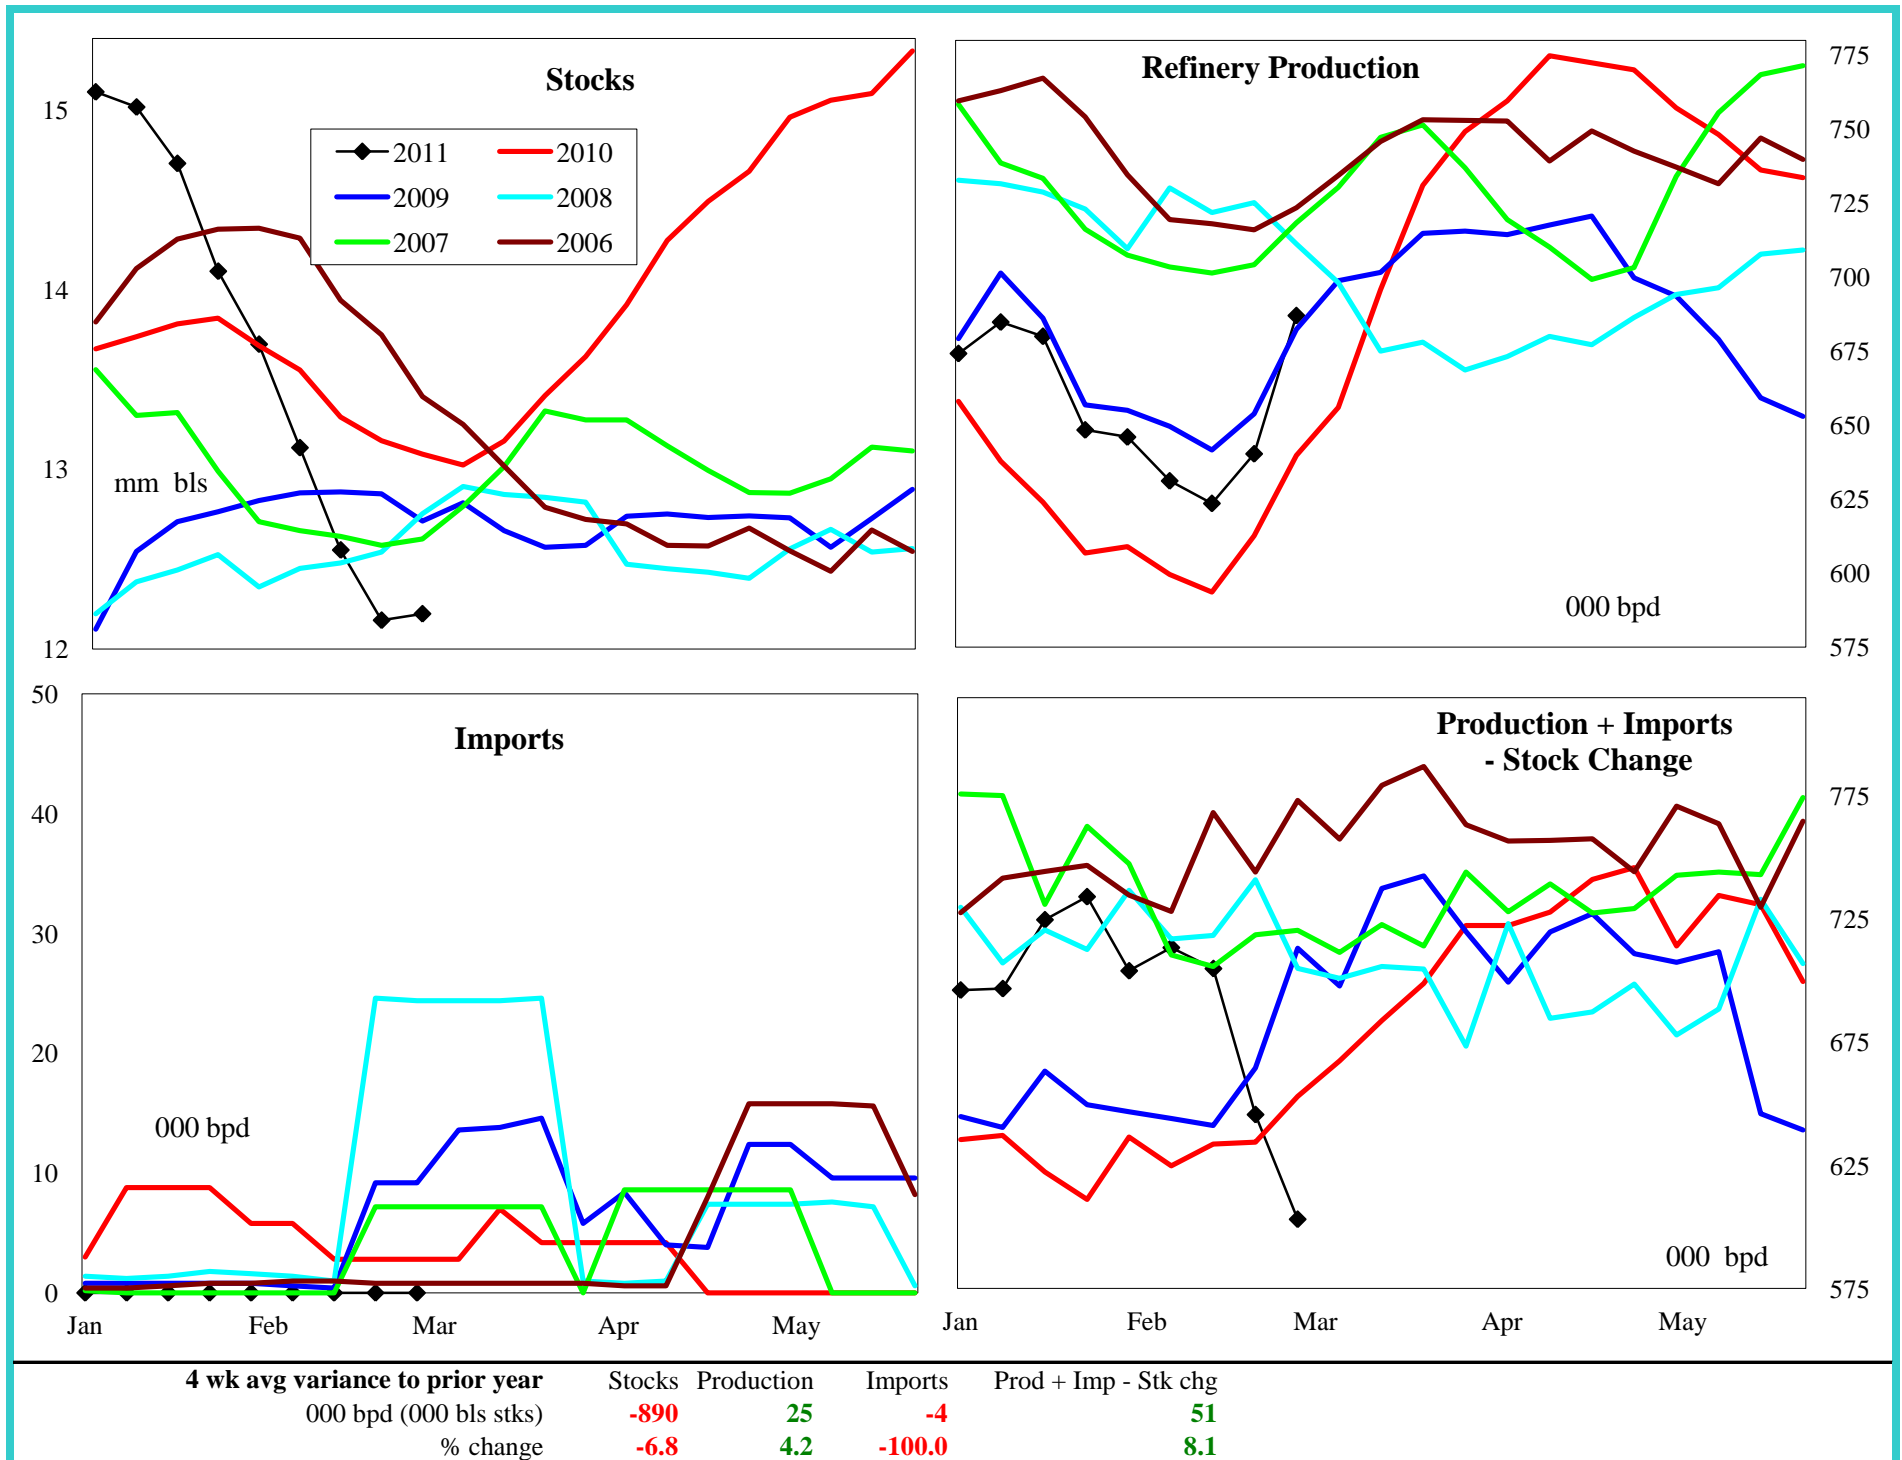 Stocks
15
14
13
12
mm bls
2011
2010
2009
2008
2007
2006
Refinery Production
775
750
725
700
675
650
625
600
575
000 bpd
Imports
50
40
30
20
10
0
000 bpd
Jan Feb Mar Apr May
Production + Imports
- Stock Change
775
725
675
625
575
000 bpd
Jan Feb Mar Apr May
4 wk avg variance to prior year Stocks Production Imports Prod + Imp - Stk chg
000 bpd (000 bls stks) -890 25 -4 51
% change -6.8 4.2 -100.0 8.1